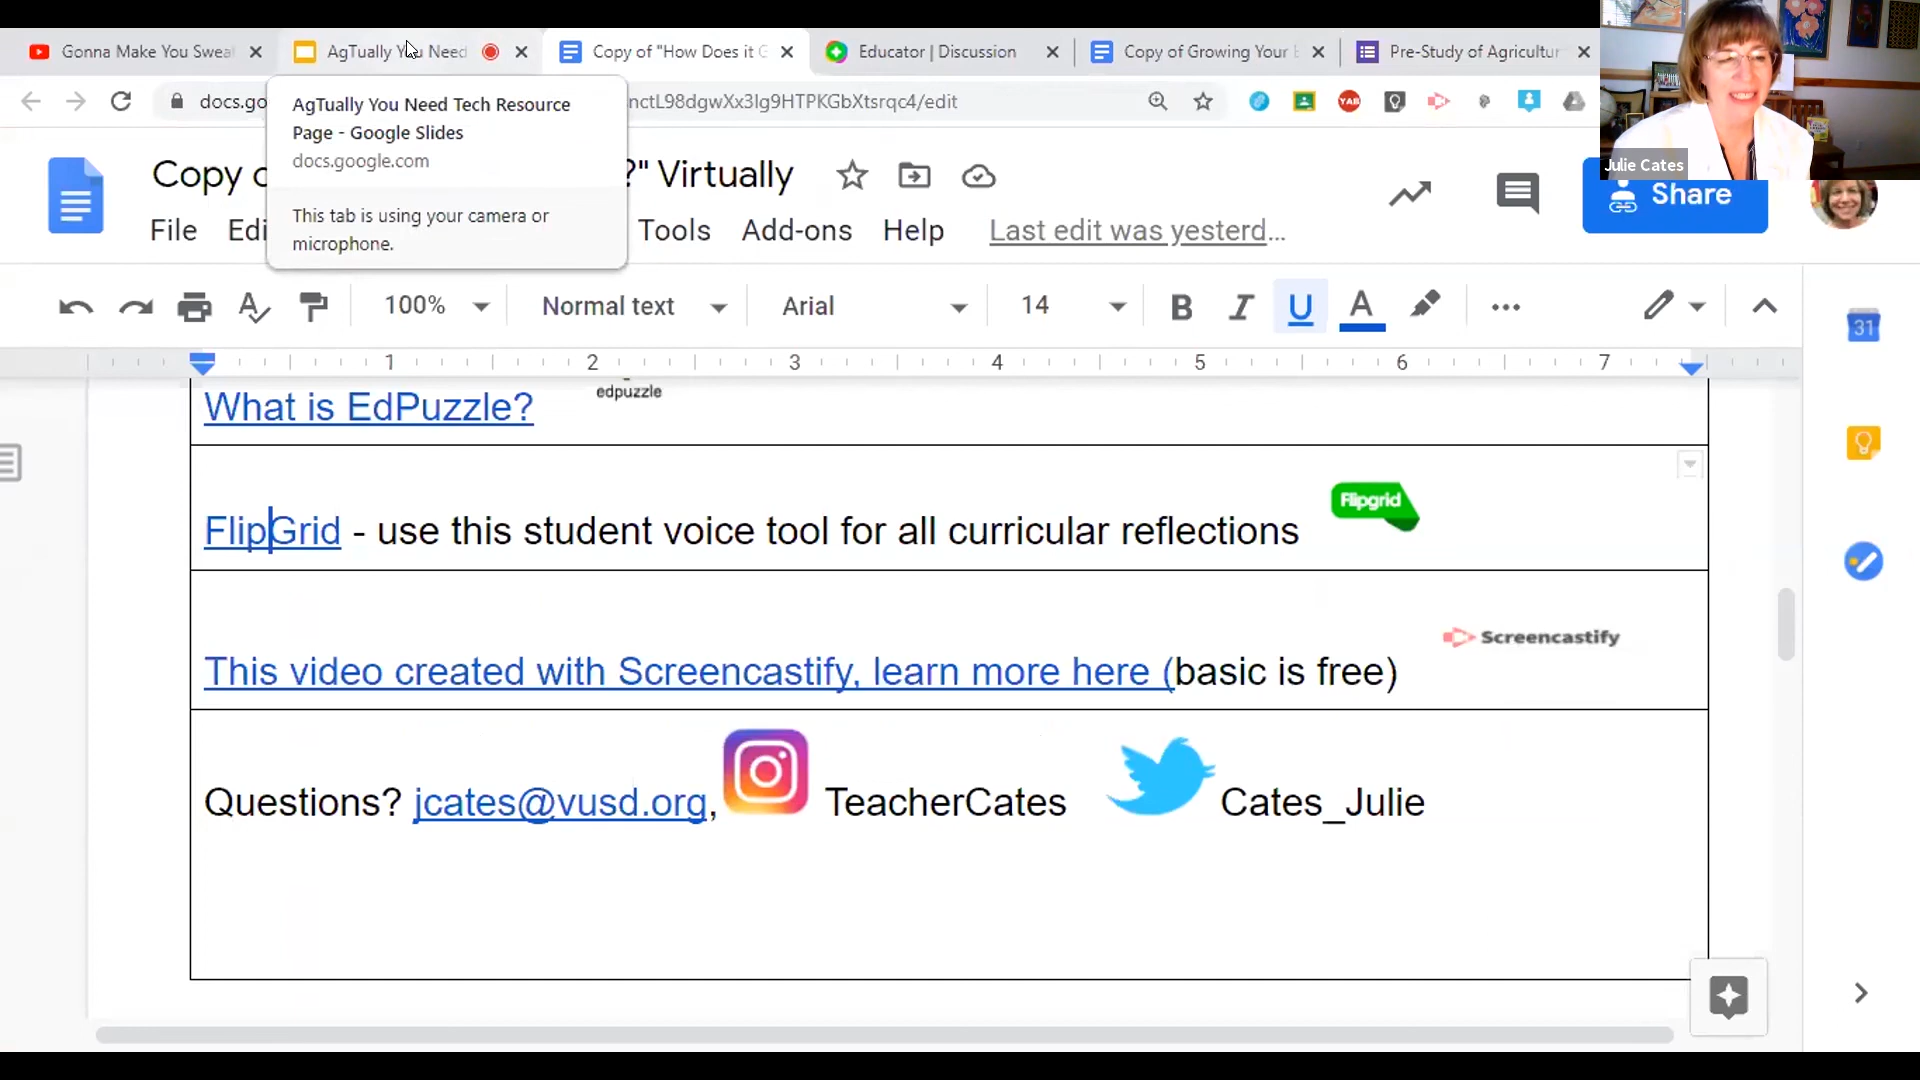 Gonna Make You Sweat
AgTually You Need
Copy of "How Does it G
Educator | Discussion
Copy of Growing Your
Pre-Study of Agricultur
docs.go
nctL98dgwXx3Ig9HTPKGbXtsrqc4/edit
YAB
AgTually You Need Tech Resource
Page - Google Slides
docs.google.com
This tab is using your camera or
microphone.
Julie Cates
Copy o
?" Virtually
Share
File Edi Tools Add-ons Help Last edit was yesterd...
100% Normal text Arial 14 B I U A
1 2 3 4 5 6 7
31
What is EdPuzzle?
edpuzzle
FlipGrid - use this student voice tool for all curricular reflections
Flipgrid
Screencastify
This video created with Screencastify, learn more here (basic is free)
Questions? jcates@vusd.org, TeacherCates Cates_Julie